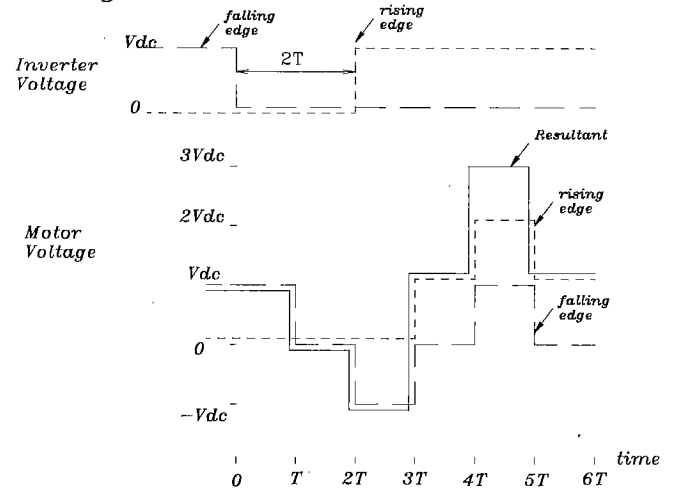 falling
edge
rising
edge
Vdc
2T
Inverter
Voltage
0
Resultant
3Vdc
rising
edge
2Vdc
Motor
Voltage
Vdc
falling
edge
0
-Vdc
time
0 T 2T 3T 4T 5T 6T